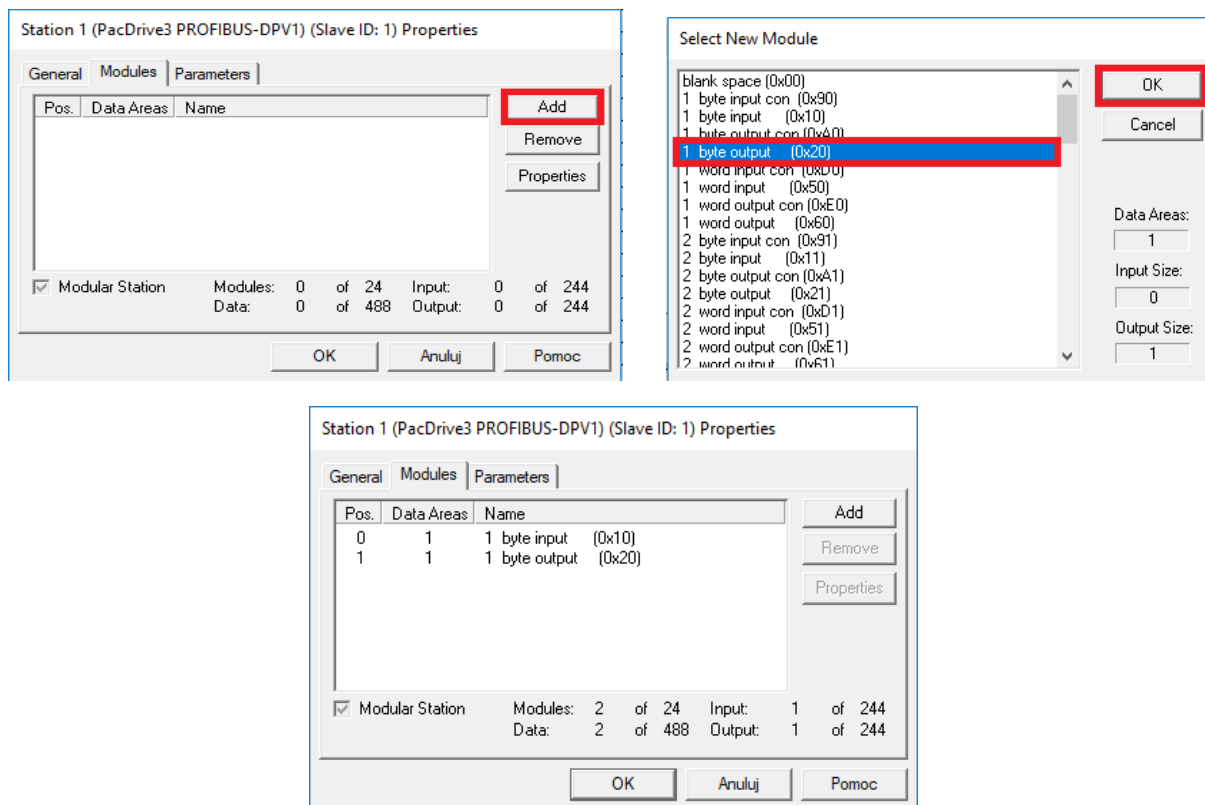 Station 1 (PacDrive3 PROFIBUS-DPV1) (Slave ID: 1) Properties
General Modules Parameters
Pos. Data Areas Name
Add
Remove
Properties
Modular Station Modules: 0 of 24 Input: 0 of 244
Data: 0 of 488 Output: 0 of 244
OK Anuluj Pomoc
Select New Module
blank space (0x00)
1 byte input con (0x90)
1 byte input (0x10)
1 byte output con (0xA0)
1 byte output (0x20)
1 word input con (0xD0)
1 word input (0x50)
1 word output con (0xE0)
1 word output (0x60)
2 byte input con (0x91)
2 byte input (0x11)
2 byte output con (0xA1)
2 byte output (0x21)
2 word input con (0xD1)
2 word input (0x51)
2 word output con (0xE1)
2 word output (0x61)
OK
Cancel
Data Areas:
1
Input Size:
0
Output Size:
1
Station 1 (PacDrive3 PROFIBUS-DPV1) (Slave ID: 1) Properties
General Modules Parameters
Pos. Data Areas Name
0 1 1 byte input (0x10)
1 1 1 byte output (0x20)
Add
Remove
Properties
Modular Station Modules: 2 of 24 Input: 1 of 244
Data: 2 of 488 Output: 1 of 244
OK Anuluj Pomoc